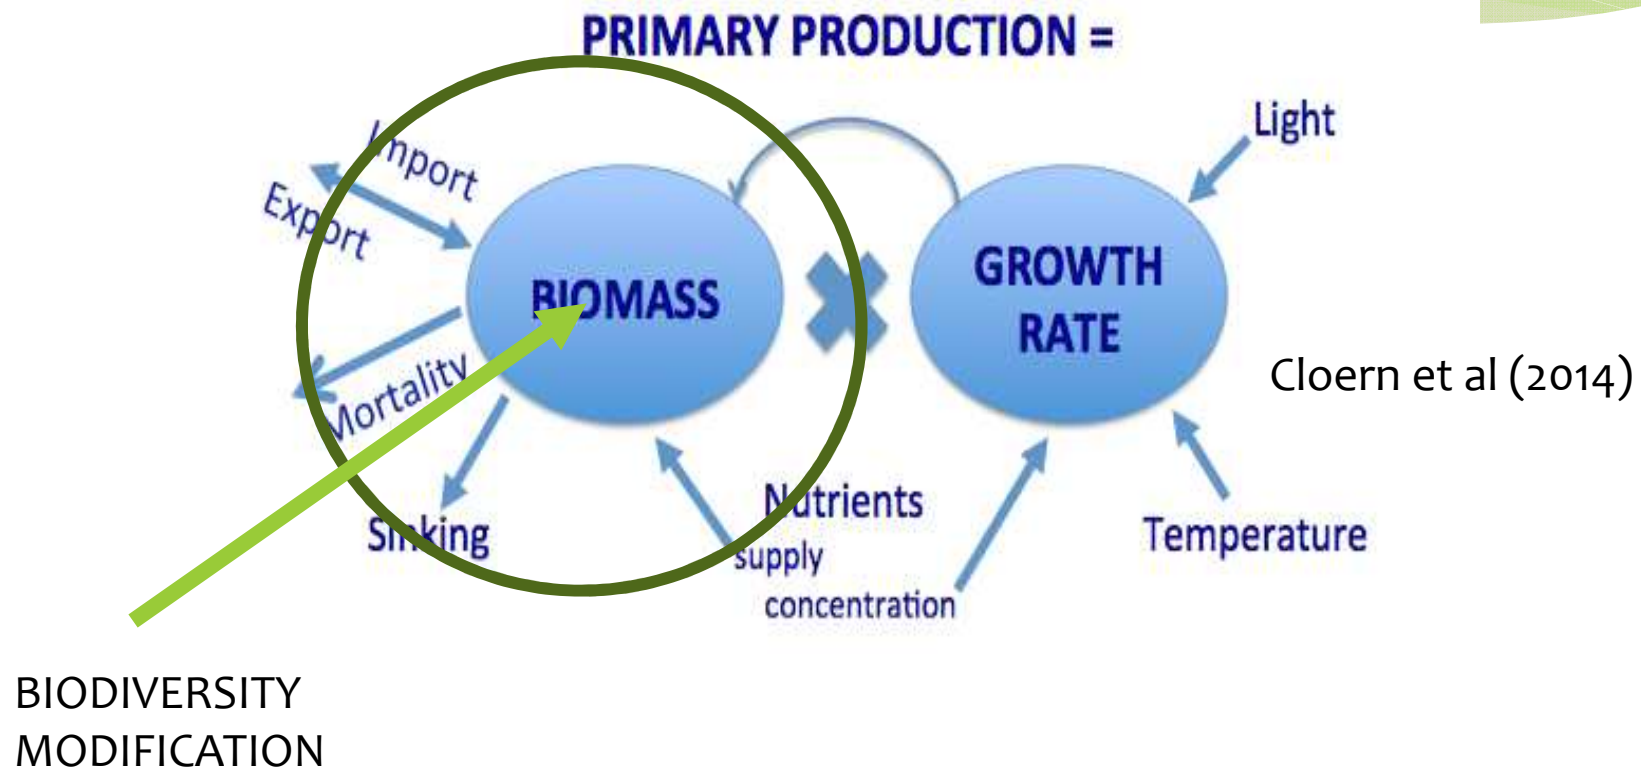 PRIMARY PRODUCTION =
Light
Import
Export
BIOMASS
GROWTH
RATE
Cloern et al (2014)
Mortality
Nutrients
supply
concentration
Sinking
Temperature
BIODIVERSITY
MODIFICATION